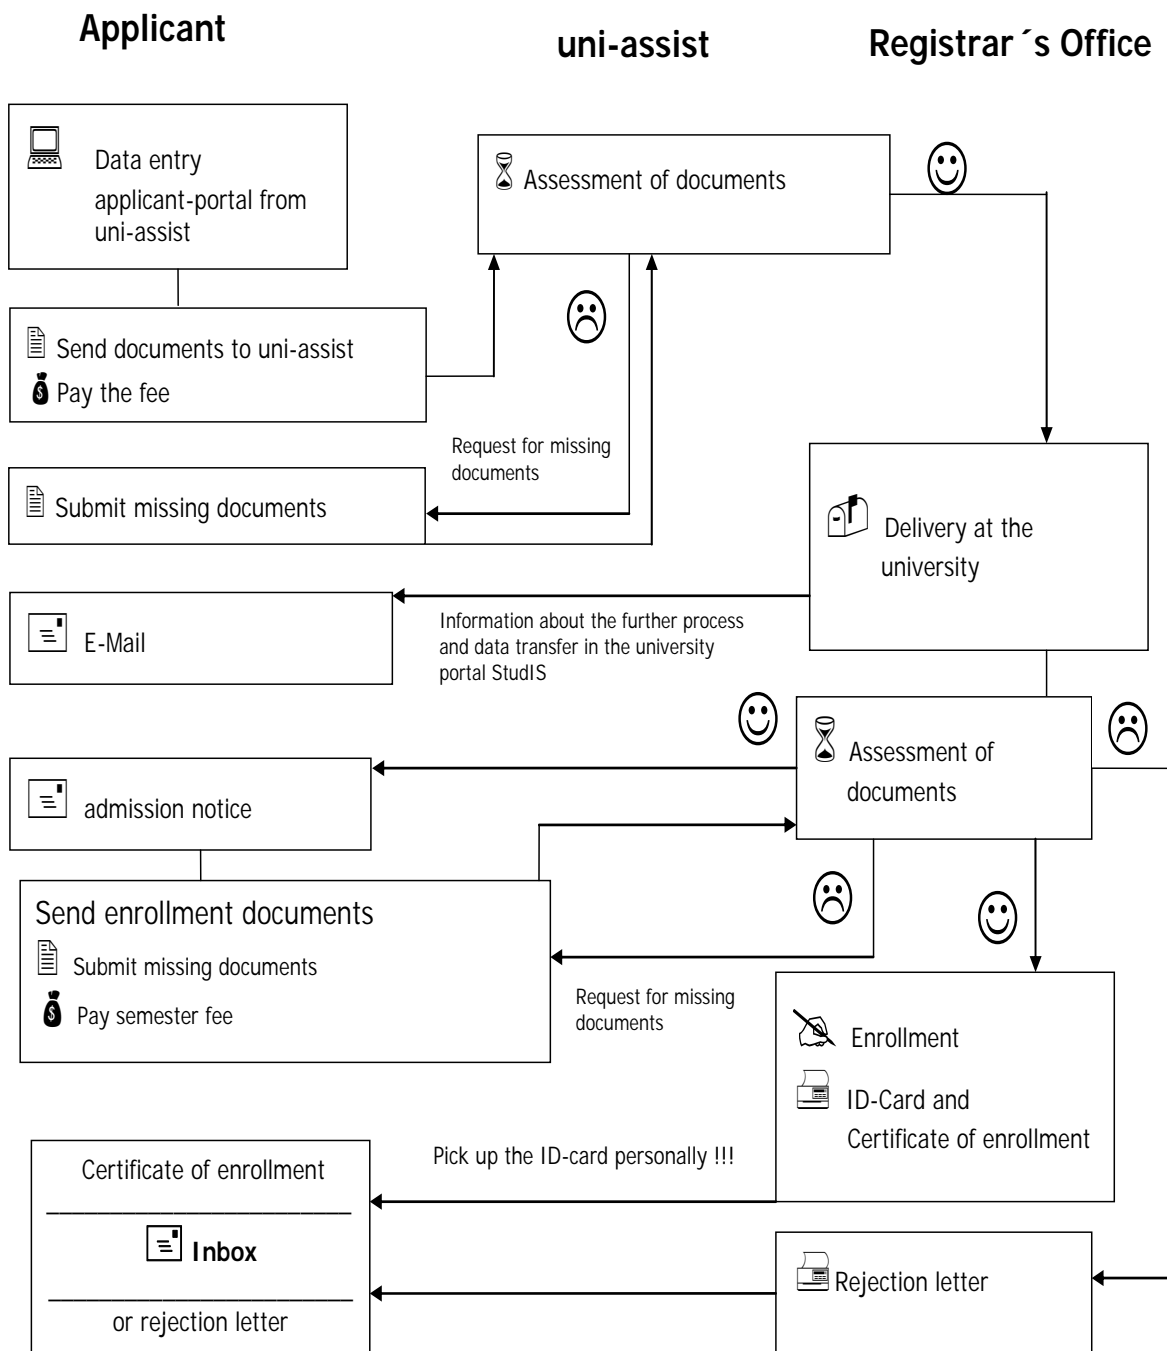 Applicant
uni-assist
Registrar ´s Office
Data entry
applicant-portal from
uni-assist
Assessment of documents
Send documents to uni-assist
Pay the fee
Request for missing
documents
Submit missing documents
Delivery at the
university
E-Mail
Information about the further process
and data transfer in the university
portal StudIS
Assessment of
documents
admission notice
Send enrollment documents
Submit missing documents
Pay semester fee
Request for missing
documents
Enrollment
ID-Card and
Certificate of enrollment
Pick up the ID-card personally !!!
Certificate of enrollment
Inbox
or rejection letter
Rejection letter